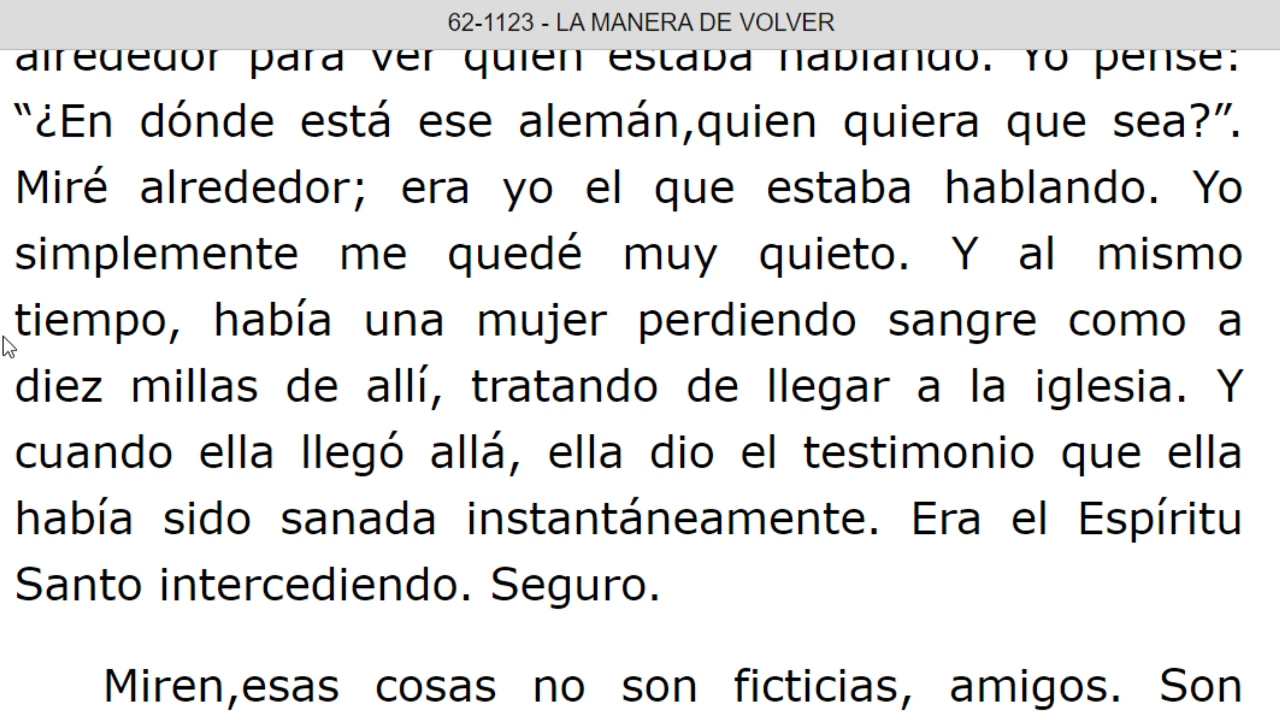 62-1123 - LA MANERA DE VOLVER
alrededor para ver quién estaba hablando. Yo pensé:
“¿En dónde está ese alemán,quien quiera que sea?”.
Miré alrededor; era yo el que estaba hablando. Yo
simplemente me quedé muy quieto. Y al mismo
tiempo, había una mujer perdiendo sangre como a
diez millas de allí, tratando de llegar a la iglesia. Y
cuando ella llegó allá, ella dio el testimonio que ella
había sido sanada instantáneamente. Era el Espíritu
Santo intercediendo. Seguro.
Miren,esas cosas no son ficticias, amigos. Son